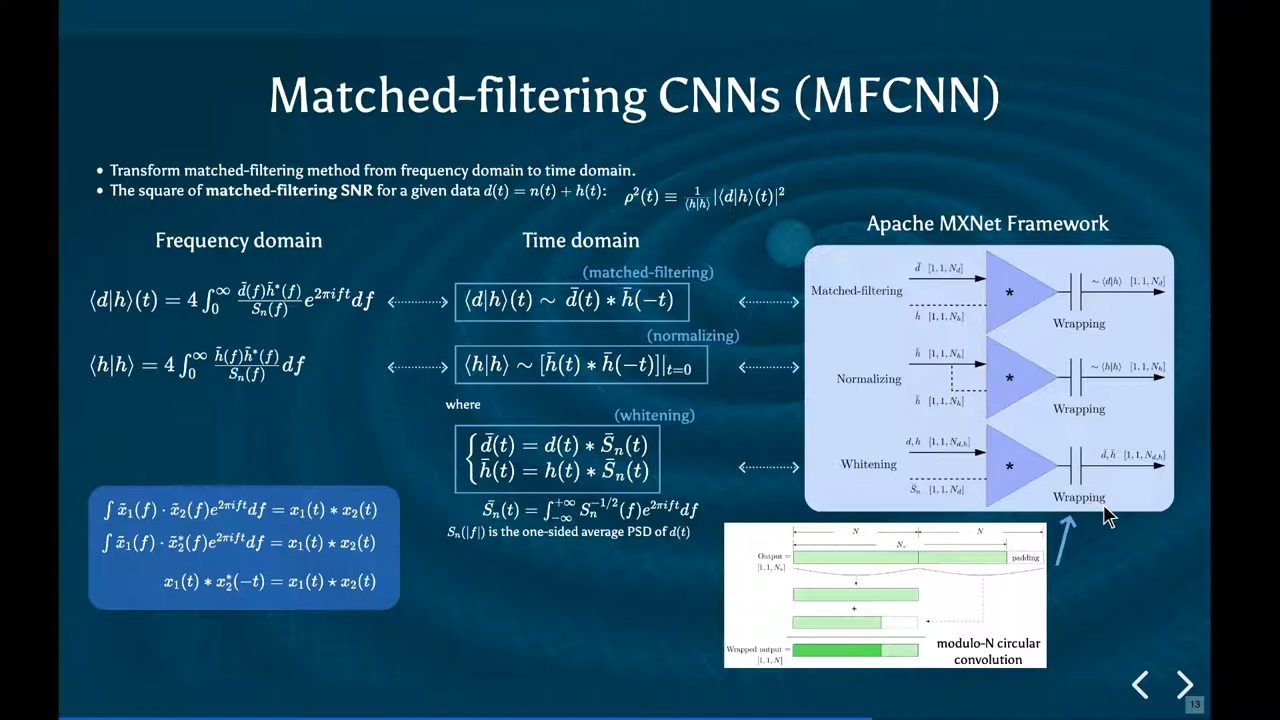 Matched-filtering CNNs (MFCNN)
• Transform matched-filtering method from frequency domain to time domain.
• The square of matched-filtering SNR for a given data d(t) = n(t) + h(t): ρ²(t) ≡ 1/⟨h|h⟩ |⟨d|h⟩(t)|²
Frequency domain
⟨d|h⟩(t) = 4 ∫₀^∞ d̃(f)h̃*(f)/Sₙ(f) e^{2πift} df
⟨h|h⟩ = 4 ∫₀^∞ h̃(f)h̃*(f)/Sₙ(f) df
∫ x̃₁(f) · x̃₂(f)e^{2πift}df = x₁(t) * x₂(t)
∫ x̃₁(f) · x̃₂*(f)e^{2πift}df = x₁(t) ⋆ x₂(t)
x₁(t) * x₂*(−t) = x₁(t) ⋆ x₂(t)
Time domain
(matched-filtering)
⟨d|h⟩(t) ∼ d̄(t) * h̄(−t)
(normalizing)
⟨h|h⟩ ∼ [h̄(t) * h̄(−t)]|_{t=0}
where
(whitening)
{ d̄(t) = d(t) * S̄ₙ(t)
h̄(t) = h(t) * S̄ₙ(t)
S̄ₙ(t) = ∫_{−∞}^{+∞} Sₙ^{−1/2}(f)e^{2πift}df
Sₙ(|f|) is the one-sided average PSD of d(t)
Apache MXNet Framework
d̄ [1, 1, N_d]
Matched-filtering
*
∼ ⟨d|h⟩ [1, 1, N_d]
h̄ [1, 1, N_h]
Wrapping
h̄ [1, 1, N_h]
Normalizing
*
∼ ⟨h|h⟩ [1, 1, N_h]
h̄ [1, 1, N_h]
Wrapping
d, h [1, 1, N_{d,h}]
Whitening
*
d̄, h̄ [1, 1, N_{d,h}]
S̄ₙ [1, 1, N_d]
Wrapping
N
N
Output =
padding
+
Wrapped output =
[1, 1, N]
modulo-N circular
convolution
13